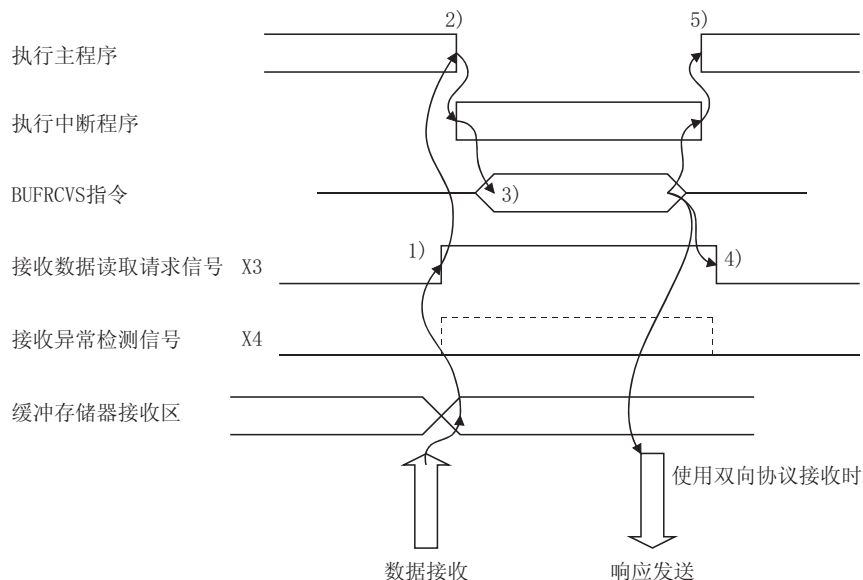 2)
5)
执行主程序
执行中断程序
BUFRCVS指令
3)
1)
接收数据读取请求信号 X3
4)
接收异常检测信号 X4
缓冲存储器接收区
使用双向协议接收时
数据接收
响应发送